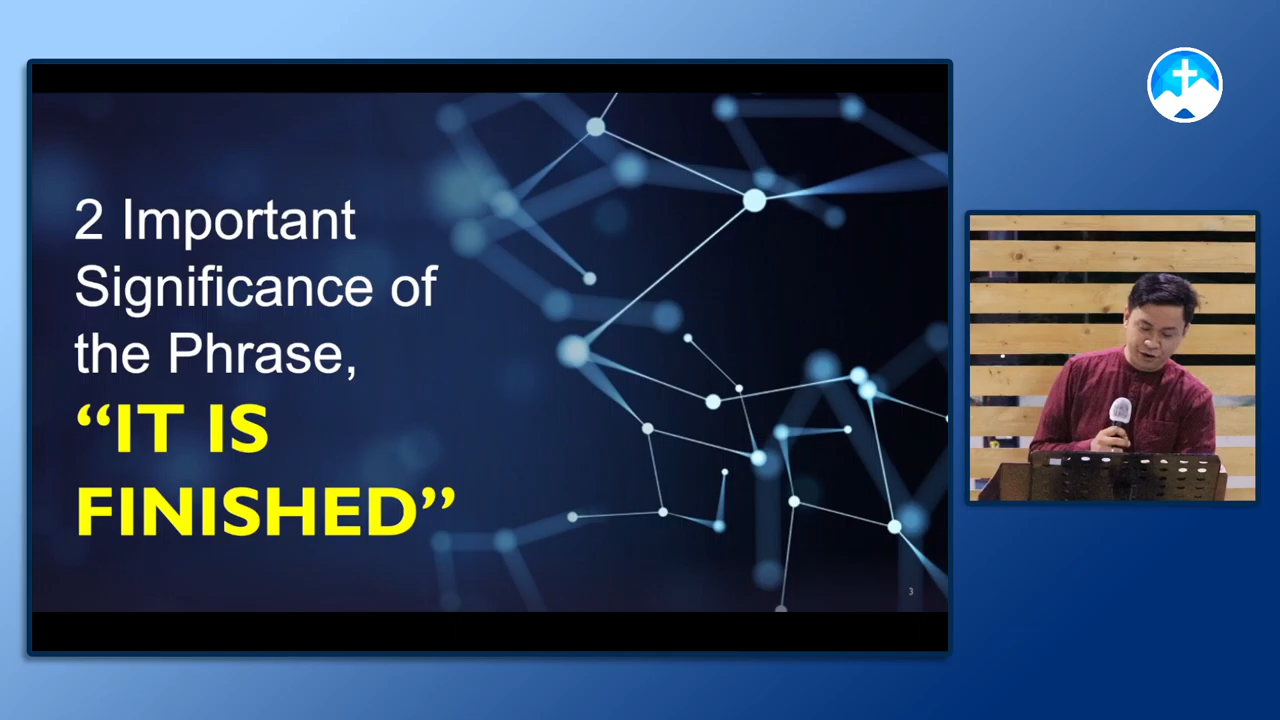 2 Important
Significance of
the Phrase,
“IT IS
FINISHED”
3